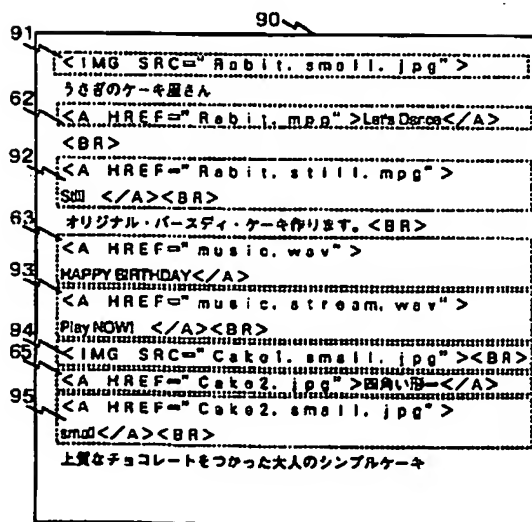 90
91
<IMG SRC="Rabit.small.jpg">
うさぎのケーキ屋さん
62
<A HREF="Rabit.mpg">Let's Dance</A>
<BR>
92
<A HREF="Rabit.still.mpg">
Still </A><BR>
オリジナル・バースディ・ケーキ作ります。<BR>
63
<A HREF="music.wav">
HAPPY BIRTHDAY</A>
93
<A HREF="music.stream.wav">
Play NOW! </A><BR>
94
<IMG SRC="Cake1.small.jpg"><BR>
65
<A HREF="Cake2.jpg">四角い形ー</A>
95
<A HREF="Cake2.small.jpg">
small</A><BR>
上質なチョコレートをつかった大人のシンプルケーキ